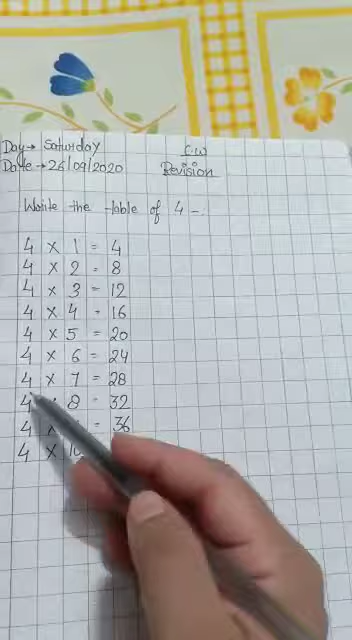 Day → Saturday C.W
Date → 26/09/2020 Revision
Write the table of 4 -:
4 × 1 = 4
4 × 2 = 8
4 × 3 = 12
4 × 4 = 16
4 × 5 = 20
4 × 6 = 24
4 × 7 = 28
4 × 8 = 32
4 × = 36
4 × 10